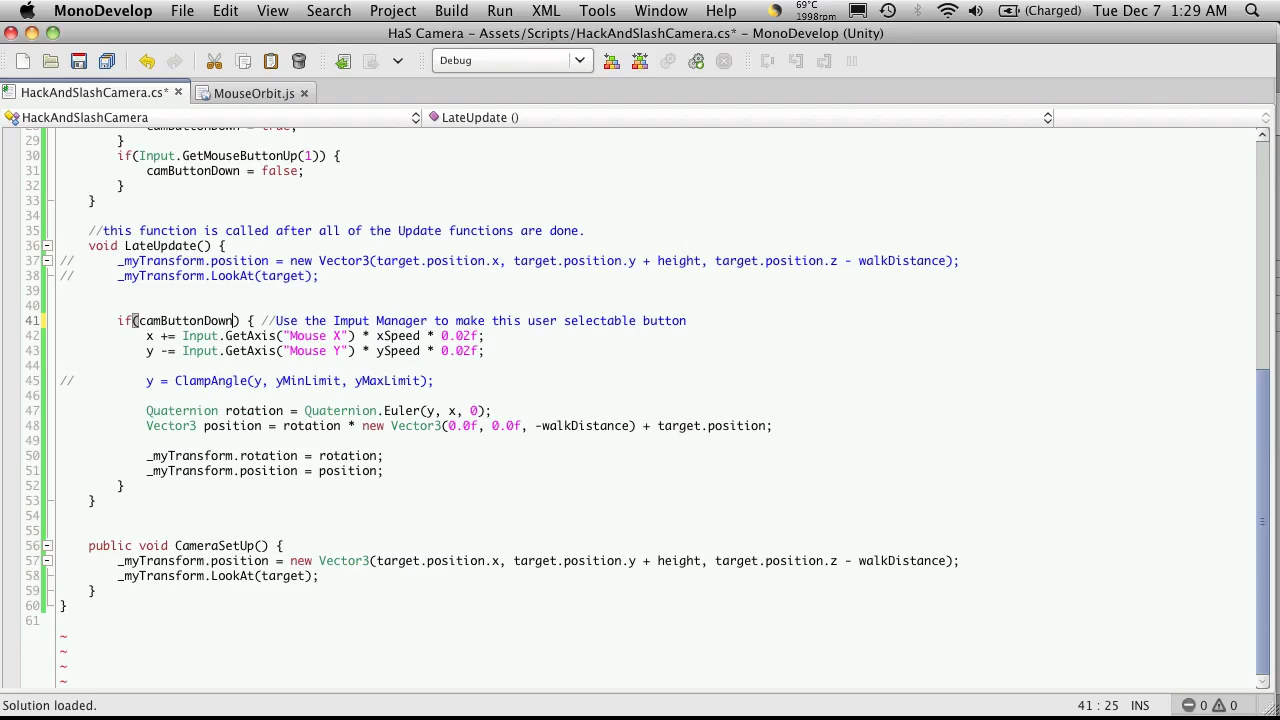 MonoDevelop File Edit View Search Project Build Run XML Tools Window Help 69°C 1998rpm (Charged) Tue Dec 7 1:29 AM
HaS Camera – Assets/Scripts/HackAndSlashCamera.cs* – MonoDevelop (Unity)
Debug
HackAndSlashCamera.cs* MouseOrbit.js
HackAndSlashCamera LateUpdate ()
28 camButtonDown = true;
29 }
30 if(Input.GetMouseButtonUp(1)) {
31 camButtonDown = false;
32 }
33 }
34
35 //this function is called after all of the Update functions are done.
36 void LateUpdate() {
37 // _myTransform.position = new Vector3(target.position.x, target.position.y + height, target.position.z - walkDistance);
38 // _myTransform.LookAt(target);
39
40
41 if(camButtonDown) { //Use the Imput Manager to make this user selectable button
42 x += Input.GetAxis("Mouse X") * xSpeed * 0.02f;
43 y -= Input.GetAxis("Mouse Y") * ySpeed * 0.02f;
44
45 // y = ClampAngle(y, yMinLimit, yMaxLimit);
46
47 Quaternion rotation = Quaternion.Euler(y, x, 0);
48 Vector3 position = rotation * new Vector3(0.0f, 0.0f, -walkDistance) + target.position;
49
50 _myTransform.rotation = rotation;
51 _myTransform.position = position;
52 }
53 }
54
55
56 public void CameraSetUp() {
57 _myTransform.position = new Vector3(target.position.x, target.position.y + height, target.position.z - walkDistance);
58 _myTransform.LookAt(target);
59 }
60 }
61
~
~
~
~
Solution loaded. 41 : 25 INS 0 0